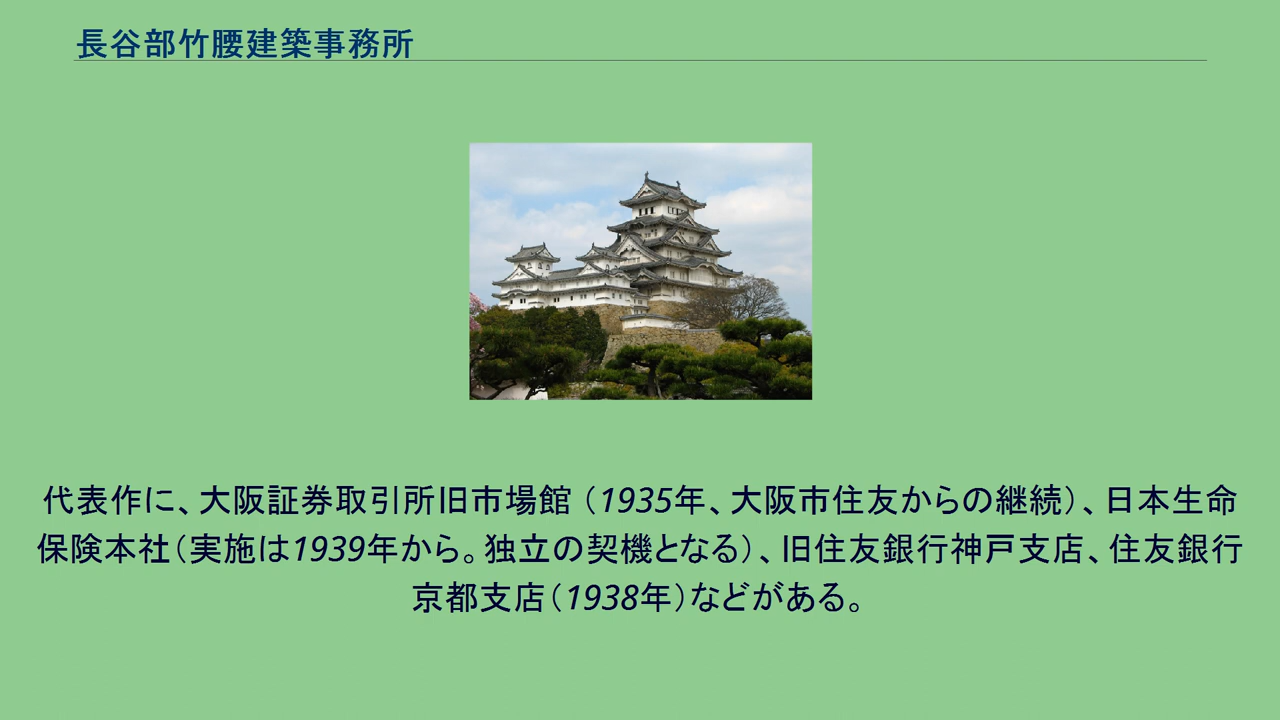 長谷部竹腰建築事務所
代表作に、大阪証券取引所旧市場館（1935年、大阪市住友からの継続）、日本生命
保険本社（実施は1939年から。独立の契機となる）、旧住友銀行神戸支店、住友銀行
京都支店（1938年）などがある。